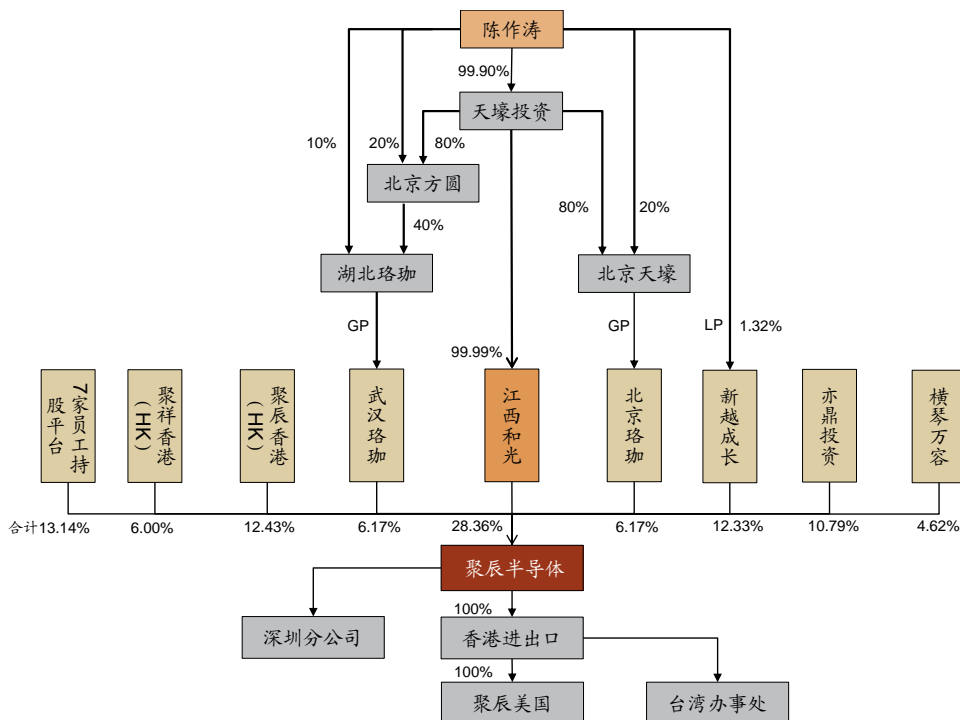 陈作涛
99.90%
天壕投资
10%
20%
80%
北京方圆
40%
80%
20%
湖北珞珈
北京天壕
GP
99.99%
GP
LP
1.32%
7家员工持
股平台
聚祥香港
（HK）
聚辰香港
（HK）
武汉珞珈
江西和光
北京珞珈
新越成长
亦鼎投资
横琴万容
合计13.14%
6.00%
12.43%
6.17%
28.36%
6.17%
12.33%
10.79%
4.62%
聚辰半导体
100%
深圳分公司
香港进出口
100%
聚辰美国
台湾办事处